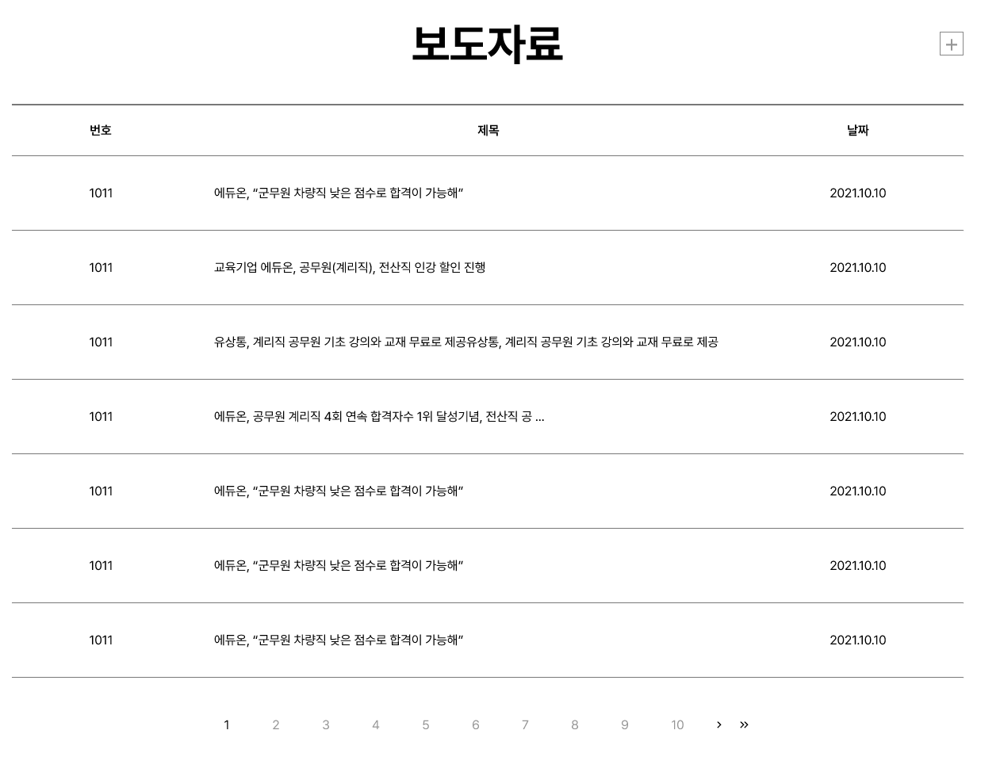 보도자료
번호 제목 날짜
1011 에듀온, “군무원 차량직 낮은 점수로 합격이 가능해” 2021.10.10
1011 교육기업 에듀온, 공무원(계리직), 전산직 인강 할인 진행 2021.10.10
1011 유상통, 계리직 공무원 기초 강의와 교재 무료로 제공유상통, 계리직 공무원 기초 강의와 교재 무료로 제공 2021.10.10
1011 에듀온, 공무원 계리직 4회 연속 합격자수 1위 달성기념, 전산직 공 ... 2021.10.10
1011 에듀온, “군무원 차량직 낮은 점수로 합격이 가능해” 2021.10.10
1011 에듀온, “군무원 차량직 낮은 점수로 합격이 가능해” 2021.10.10
1011 에듀온, “군무원 차량직 낮은 점수로 합격이 가능해” 2021.10.10
1 2 3 4 5 6 7 8 9 10 › »